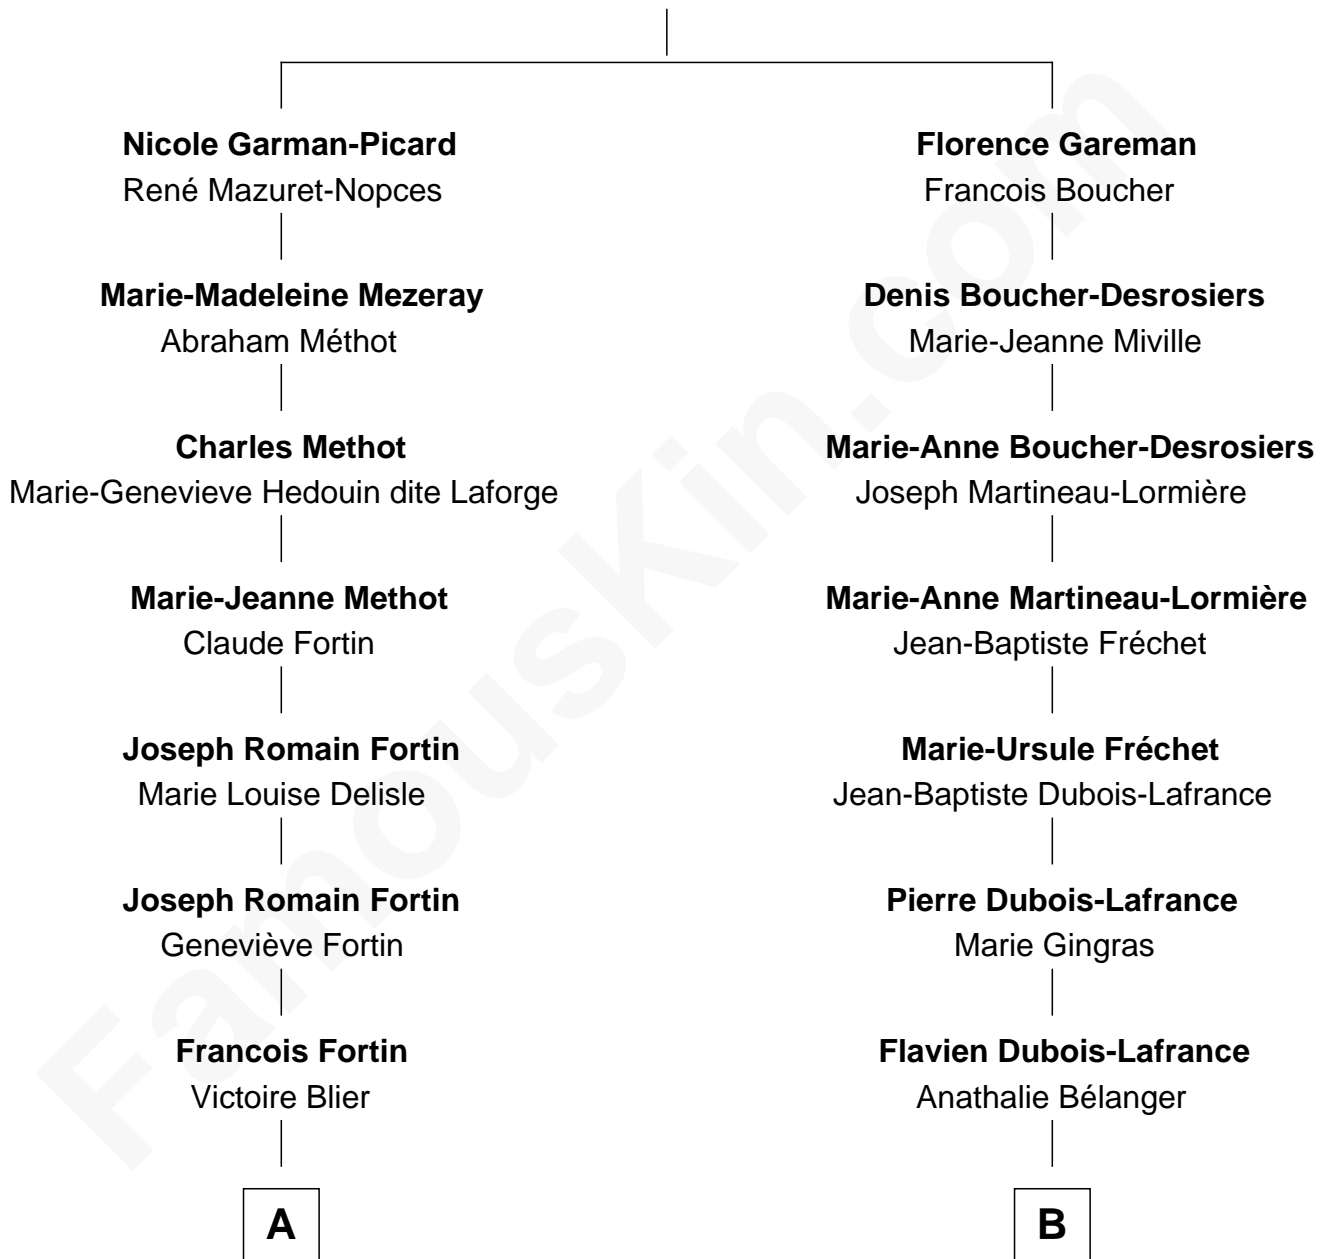 Nicole Garman-Picard
René Mazuret-Nopces
Marie-Madeleine Mezeray
Abraham Méthot
Charles Methot
Marie-Genevieve Hedouin dite Laforge
Marie-Jeanne Methot
Claude Fortin
Joseph Romain Fortin
Marie Louise Delisle
Joseph Romain Fortin
Geneviève Fortin
Francois Fortin
Victoire Blier
A
Florence Gareman
Francois Boucher
Denis Boucher-Desrosiers
Marie-Jeanne Miville
Marie-Anne Boucher-Desrosiers
Joseph Martineau-Lormière
Marie-Anne Martineau-Lormière
Jean-Baptiste Fréchet
Marie-Ursule Fréchet
Jean-Baptiste Dubois-Lafrance
Pierre Dubois-Lafrance
Marie Gingras
Flavien Dubois-Lafrance
Anathalie Bélanger
B
FamousKin.com